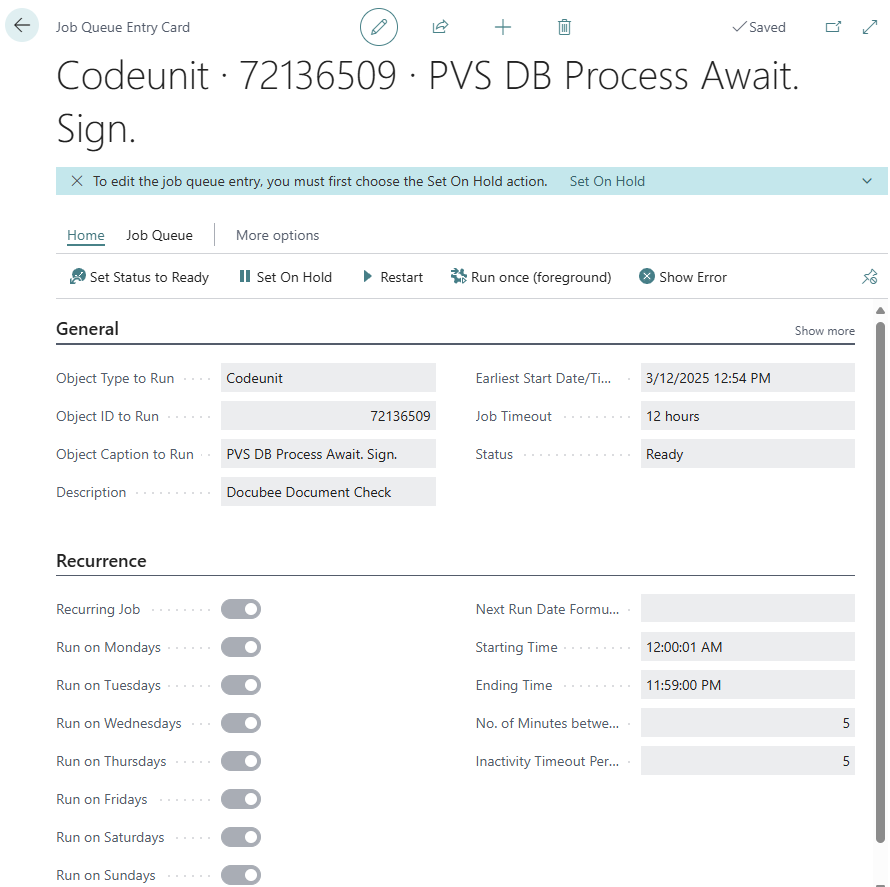 Job Queue Entry Card
Saved
Codeunit · 72136509 · PVS DB Process Await.
Sign.
To edit the job queue entry, you must first choose the Set On Hold action. Set On Hold
Home Job Queue More options
Set Status to Ready Set On Hold Restart Run once (foreground) Show Error
General
Show more
Object Type to Run Codeunit
Object ID to Run 72136509
Object Caption to Run PVS DB Process Await. Sign.
Description Docubee Document Check
Earliest Start Date/Ti... 3/12/2025 12:54 PM
Job Timeout 12 hours
Status Ready
Recurrence
Recurring Job
Run on Mondays
Run on Tuesdays
Run on Wednesdays
Run on Thursdays
Run on Fridays
Run on Saturdays
Run on Sundays
Next Run Date Formu...
Starting Time 12:00:01 AM
Ending Time 11:59:00 PM
No. of Minutes betwe... 5
Inactivity Timeout Per... 5